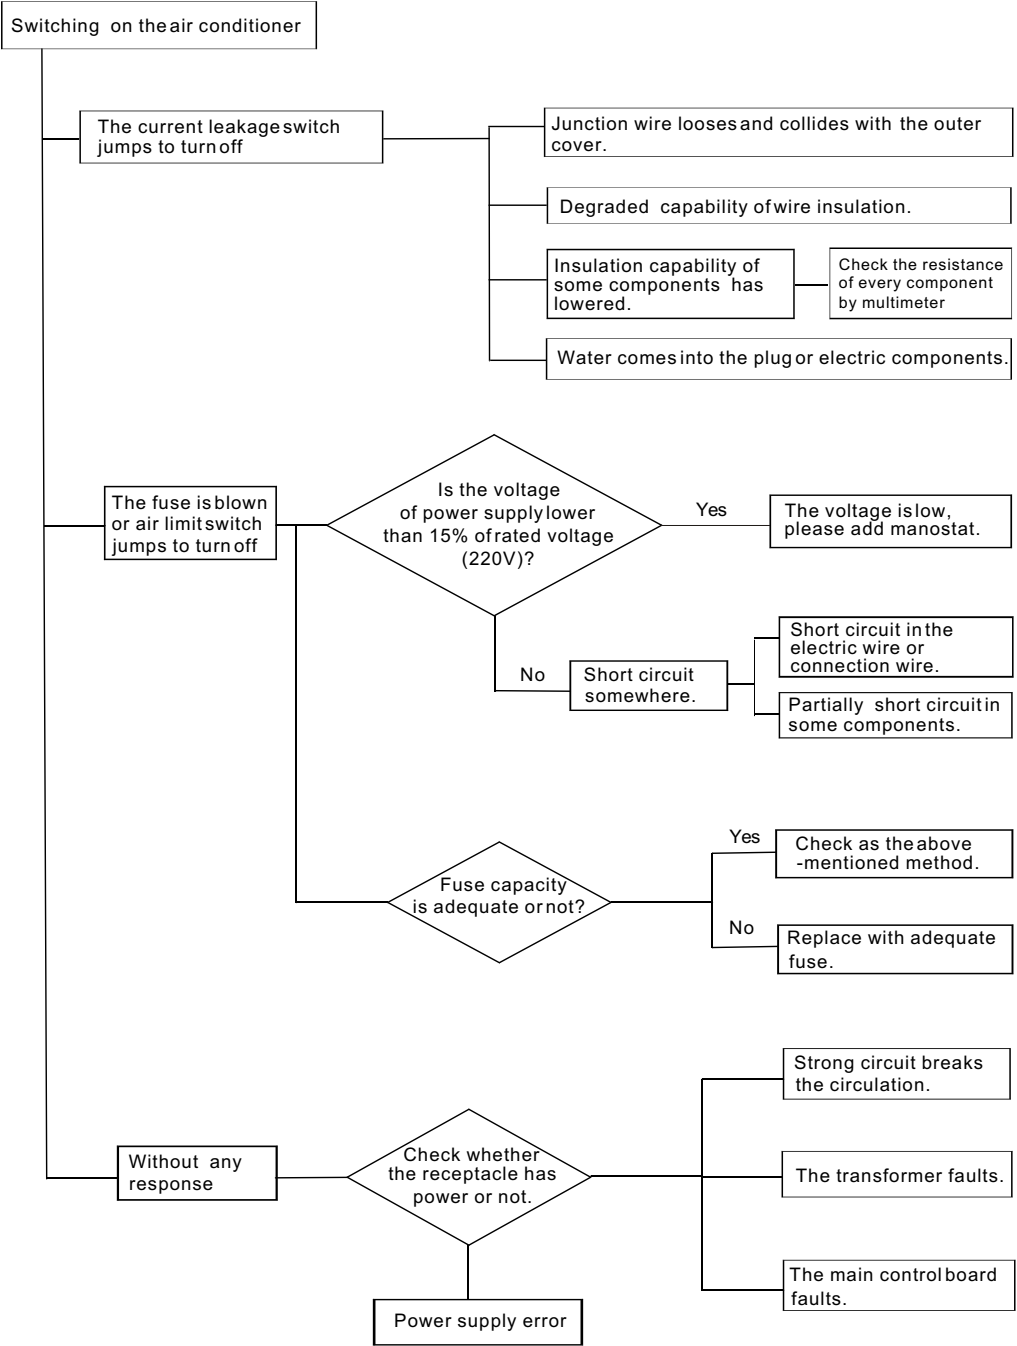 Switching on the air conditioner
The current leakage switch
jumps to turn off
Junction wire looses and collides with the outer
cover.
Degraded capability of wire insulation.
Insulation capability of
some components has
lowered.
Check the resistance
of every component
by multimeter
Water comes into the plug or electric components.
The fuse is blown
or air limit switch
jumps to turn off
Is the voltage
of power supply lower
than 15% of rated voltage
(220V)?
Yes
The voltage is low,
please add manostat.
No
Short circuit
somewhere.
Short circuit in the
electric wire or
connection wire.
Partially short circuit in
some components.
Fuse capacity
is adequate or not?
Yes
Check as the above
-mentioned method.
No
Replace with adequate
fuse.
Without any
response
Check whether
the receptacle has
power or not.
Strong circuit breaks
the circulation.
The transformer faults.
The main control board
faults.
Power supply error